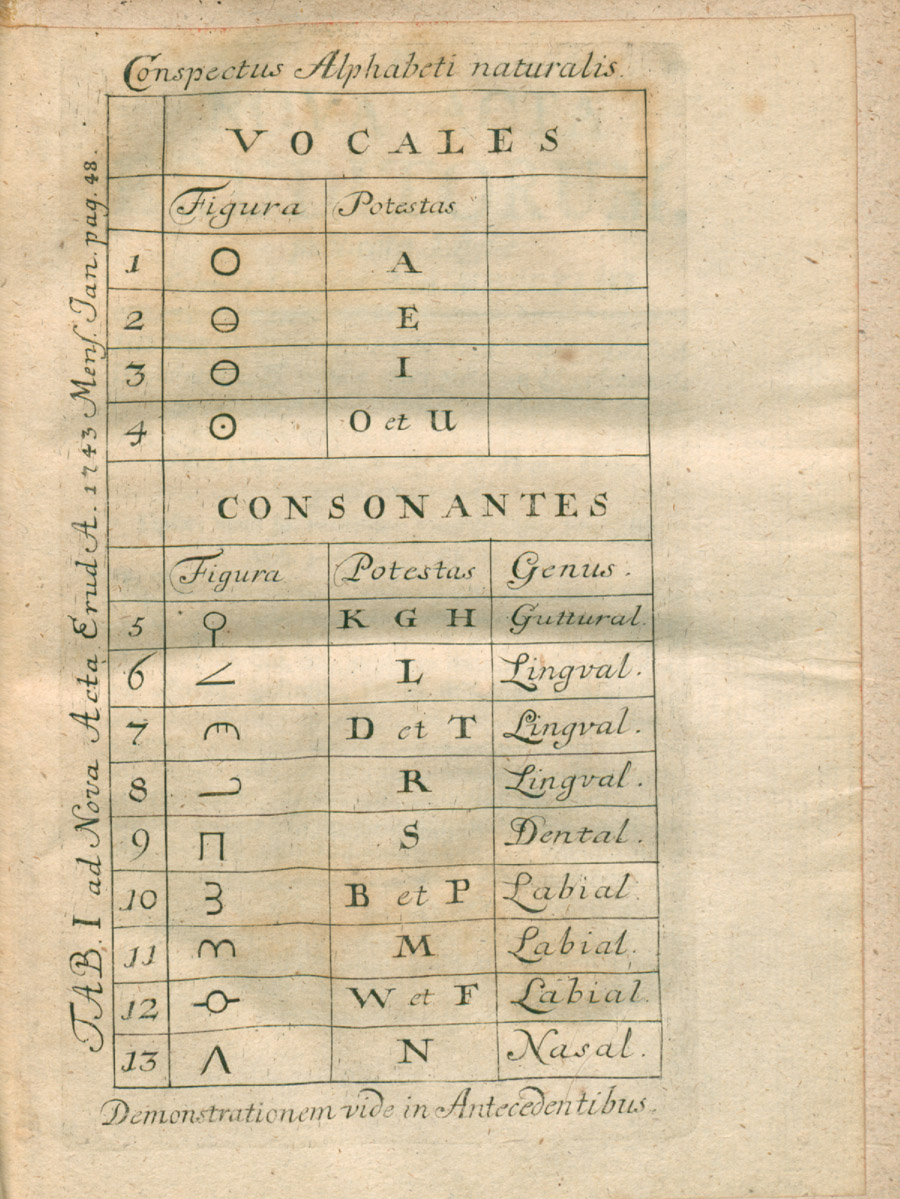 Conspectus Alphabeti naturalis.
VOCALES
Figura Potestas
1 A
2 E
3 I
4 O et U
CONSONANTES
Figura Potestas Genus.
5 K G H Guttural.
6 L Lingval.
7 D et T Lingval.
8 R Lingval.
9 S Dental.
10 B et P Labial
11 M Labial.
12 W et F Labial.
13 N Nasal.
Demonstrationem vide in Antecedentibus.
TAB. I ad Nova Acta Erud A. 1743 Mens. Jan. pag. 48.